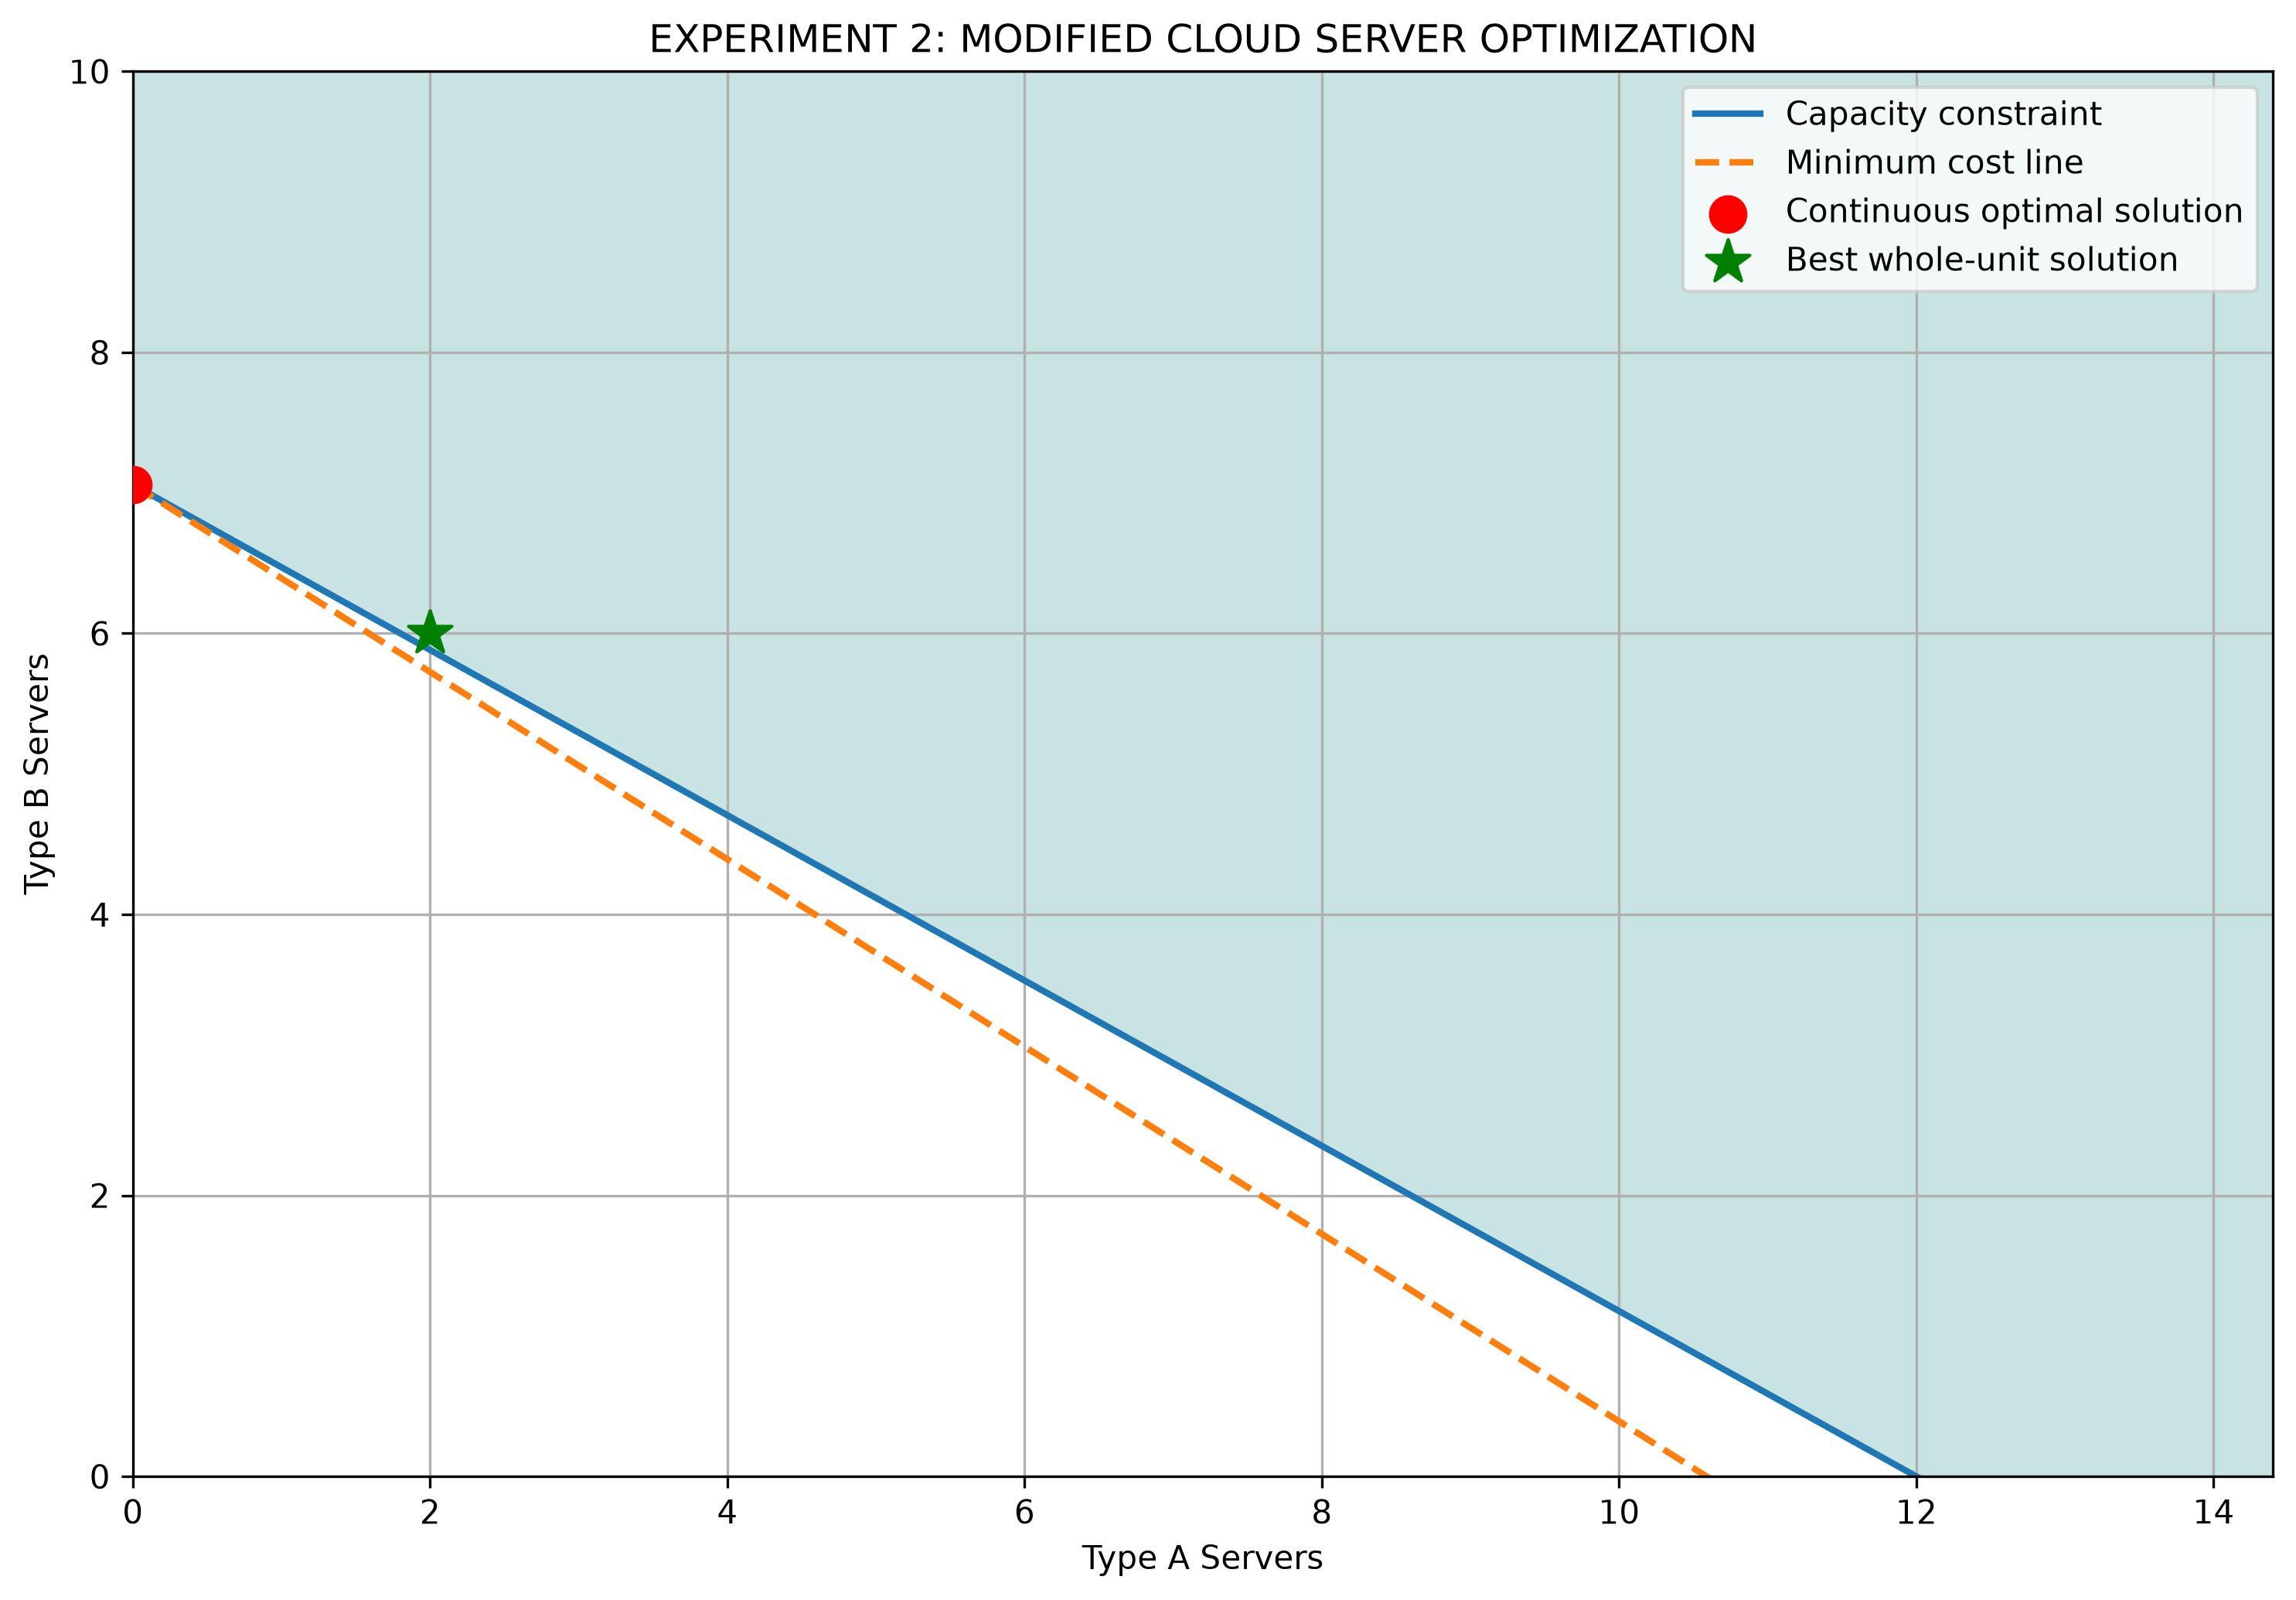 EXPERIMENT 2: MODIFIED CLOUD SERVER OPTIMIZATION
Capacity constraint
Minimum cost line
Continuous optimal solution
Best whole-unit solution
10
8
6
4
2
0
Type B Servers
0 2 4 6 8 10 12 14
Type A Servers